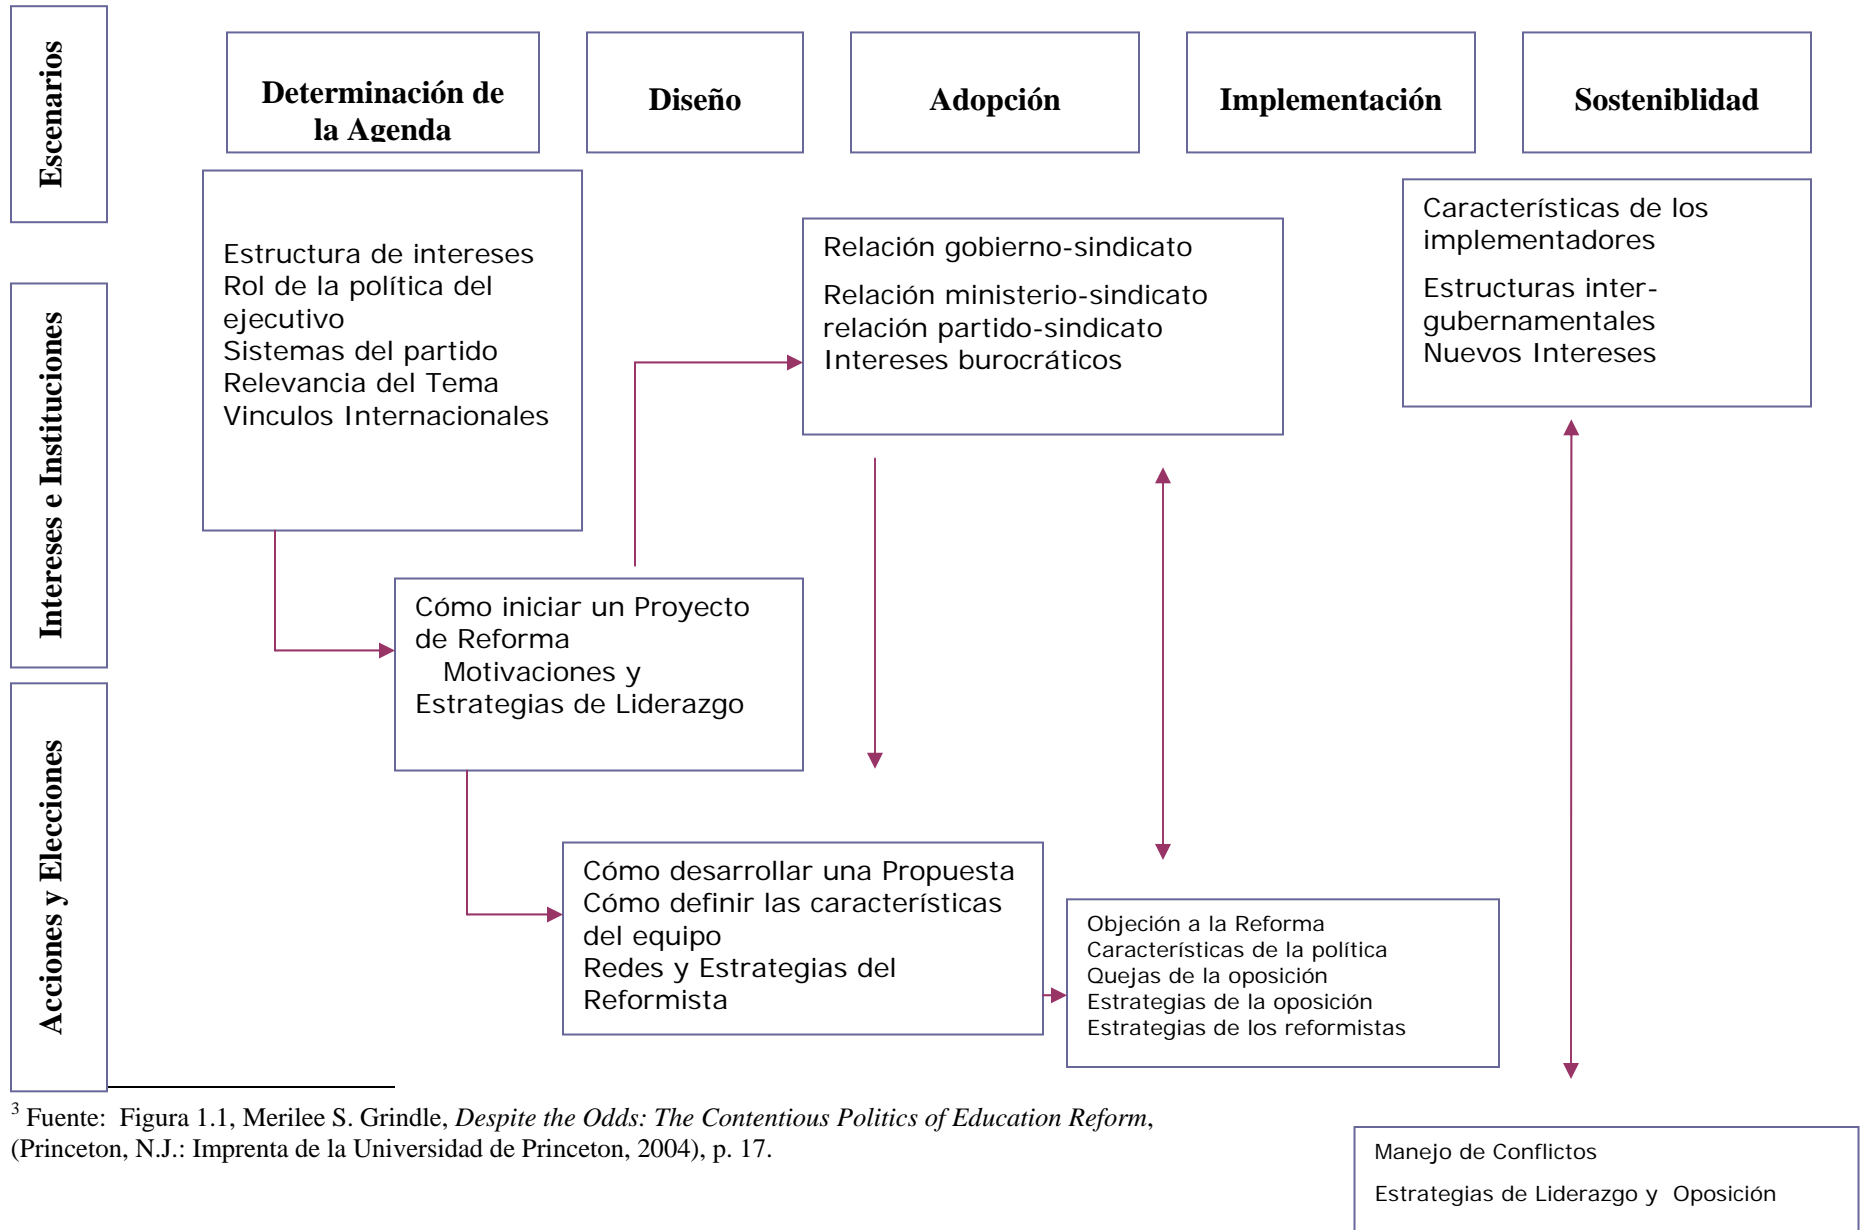 Escenarios
Determinación de
la Agenda
Diseño
Adopción
Implementación
Sosteniblidad
Intereses e Instituciones
Estructura de intereses
Rol de la política del
ejecutivo
Sistemas del partido
Relevancia del Tema
Vinculos Internacionales
Relación gobierno-sindicato
Relación ministerio-sindicato
relación partido-sindicato
Intereses burocráticos
Características de los
implementadores
Estructuras inter-
gubernamentales
Nuevos Intereses
Acciones y Elecciones
Cómo iniciar un Proyecto
de Reforma
Motivaciones y
Estrategias de Liderazgo
Cómo desarrollar una Propuesta
Cómo definir las características
del equipo
Redes y Estrategias del
Reformista
Objeción a la Reforma
Características de la política
Quejas de la oposición
Estrategias de la oposición
Estrategias de los reformistas
3 Fuente: Figura 1.1, Merilee S. Grindle, Despite the Odds: The Contentious Politics of Education Reform,
(Princeton, N.J.: Imprenta de la Universidad de Princeton, 2004), p. 17.
Manejo de Conflictos
Estrategias de Liderazgo y Oposición